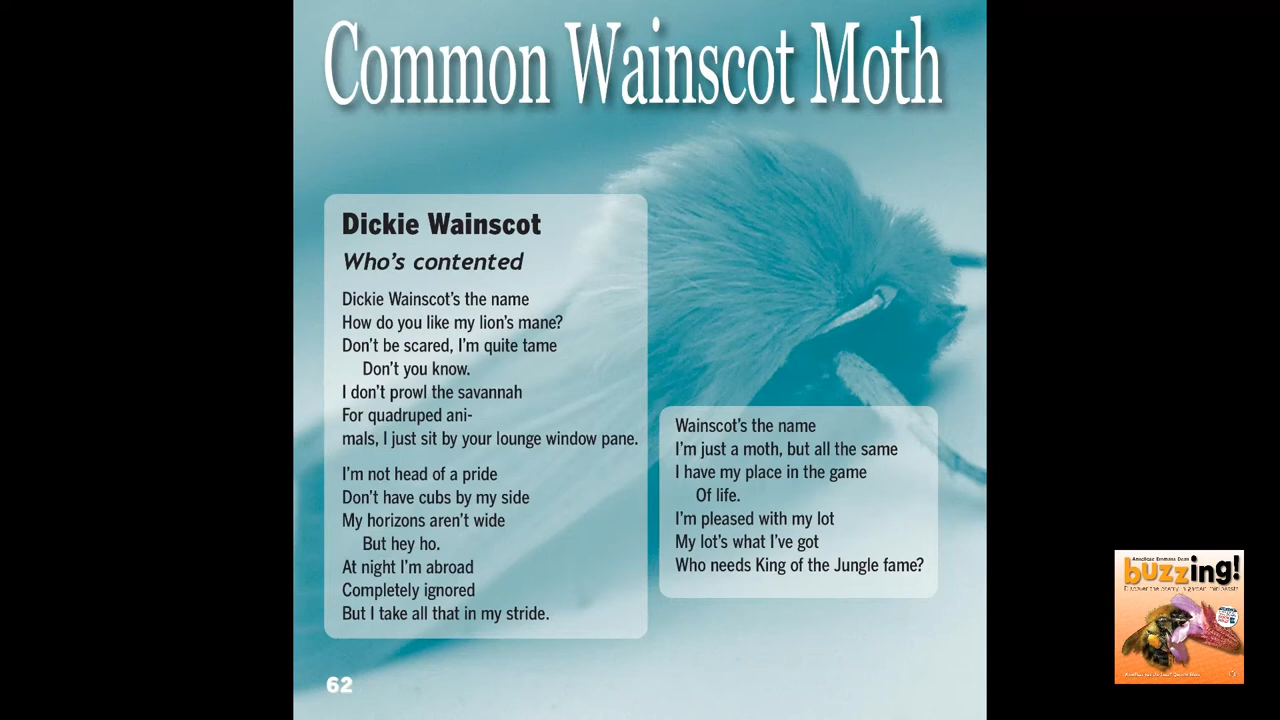 Common Wainscot Moth
Dickie Wainscot
Who's contented
Dickie Wainscot's the name
How do you like my lion's mane?
Don't be scared, I'm quite tame
Don't you know.
I don't prowl the savannah
For quadruped ani-
mals, I just sit by your lounge window pane.
I'm not head of a pride
Don't have cubs by my side
My horizons aren't wide
But hey ho.
At night I'm abroad
Completely ignored
But I take all that in my stride.
Wainscot's the name
I'm just a moth, but all the same
I have my place in the game
Of life.
I'm pleased with my lot
My lot's what I've got
Who needs King of the Jungle fame?
62
buzzing!